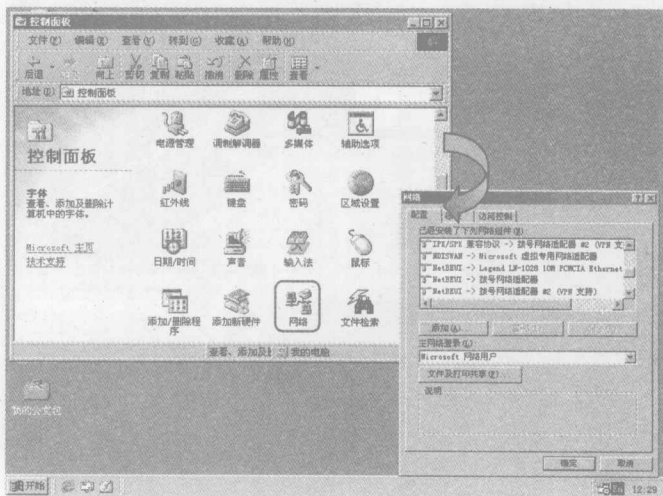 控制面板
文件(F) 编辑(E) 查看(V) 转到(G) 收藏(A) 帮助(H)
后退 向上 剪切 复制 粘贴 撤消 删除 属性 查看
地址(D) 控制面板
控制面板
字体
查看、添加及删除计
算机中的字体。
Microsoft 主页
技术支持
电源管理 调制解调器 多媒体 辅助选项
红外线 键盘 密码 区域设置
日期/时间 声音 输入法 鼠标
添加/删除程
序
添加新硬件 网络 文件检索
查看、添加及 我的电脑
我的公文包
开始
12:29
网络
配置 访问控制
已经安装了下列网络组件(N)
IPX/SPX 兼容协议 -> 拨号网络适配器 #2 (VPN 支
NDISWAN -> Microsoft 虚拟专用网络适配器
NetBEUI -> Legend LN-1028 10M PCMCIA Ethernet
NetBEUI -> 拨号网络适配器
NetBEUI -> 拨号网络适配器 #2 (VPN 支持)
添加(A)...
主网络登录(L):
Microsoft 网络用户
文件及打印共享(F)...
说明
确定 取消